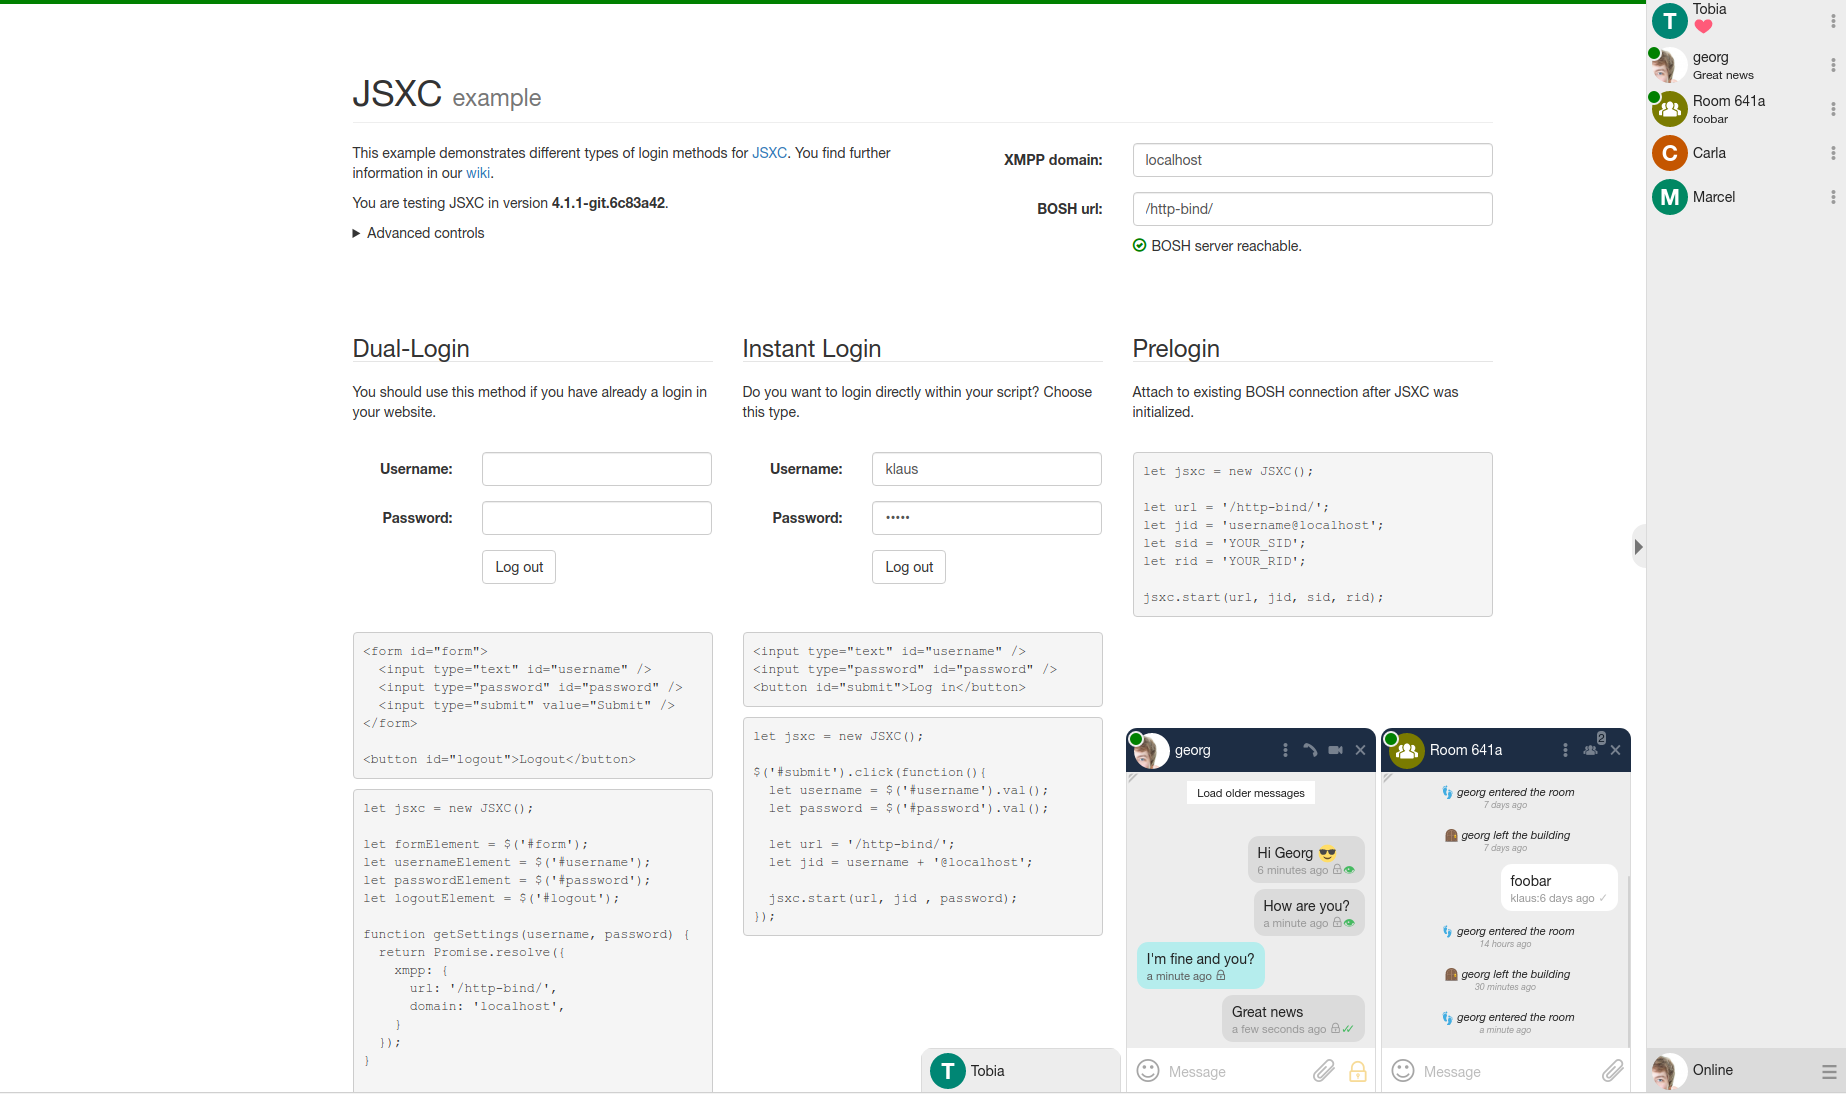 JSXC example
This example demonstrates different types of login methods for JSXC. You find further
information in our wiki.
You are testing JSXC in version 4.1.1-git.6c83a42.
Advanced controls
XMPP domain:
localhost
BOSH url:
/http-bind/
BOSH server reachable.
Dual-Login
You should use this method if you have already a login in
your website.
Username:
Password:
Log out
<form id="form">
  <input type="text" id="username" />
  <input type="password" id="password" />
  <input type="submit" value="Submit" />
</form>
<button id="logout">Logout</button>
let jsxc = new JSXC();
let formElement = $('#form');
let usernameElement = $('#username');
let passwordElement = $('#password');
let logoutElement = $('#logout');
function getSettings(username, password) {
  return Promise.resolve({
    xmpp: {
      url: '/http-bind/',
      domain: 'localhost',
    }
  });
}
Instant Login
Do you want to login directly within your script? Choose
this type.
Username:
klaus
Password:
•••••
Log out
<input type="text" id="username" />
<input type="password" id="password" />
<button id="submit">Log in</button>
let jsxc = new JSXC();
$('#submit').click(function(){
  let username = $('#username').val();
  let password = $('#password').val();
  let url = '/http-bind/';
  let jid = username + '@localhost';
  jsxc.start(url, jid , password);
});
Prelogin
Attach to existing BOSH connection after JSXC was
initialized.
let jsxc = new JSXC();
let url = '/http-bind/';
let jid = 'username@localhost';
let sid = 'YOUR_SID';
let rid = 'YOUR_RID';
jsxc.start(url, jid, sid, rid);
T
Tobia
georg
Load older messages
Hi Georg 😎
6 minutes ago
How are you?
a minute ago
I'm fine and you?
a minute ago
Great news
a few seconds ago
Message
Room 641a
2
georg entered the room
7 days ago
georg left the building
7 days ago
foobar
klaus:6 days ago
georg entered the room
14 hours ago
georg left the building
30 minutes ago
georg entered the room
a minute ago
Message
T
Tobia
georg
Great news
Room 641a
foobar
C
Carla
M
Marcel
Online